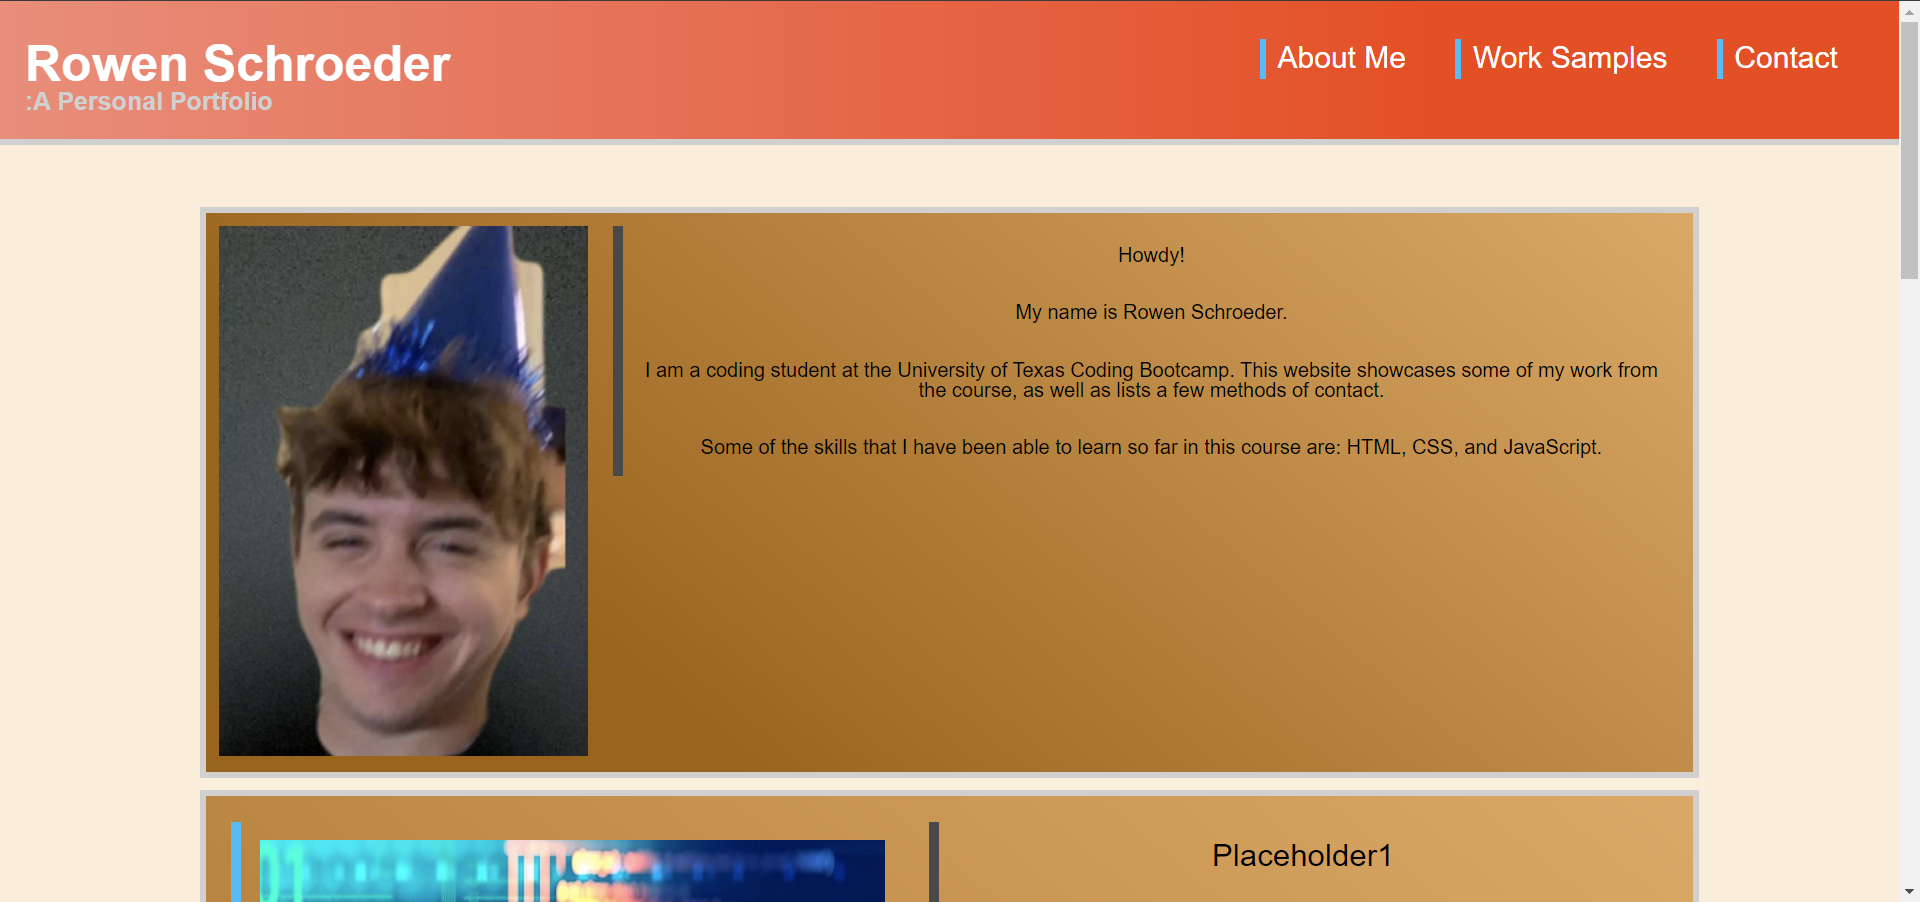 Rowen Schroeder
:A Personal Portfolio
About Me
Work Samples
Contact
Howdy!
My name is Rowen Schroeder.
I am a coding student at the University of Texas Coding Bootcamp. This website showcases some of my work from
the course, as well as lists a few methods of contact.
Some of the skills that I have been able to learn so far in this course are: HTML, CSS, and JavaScript.
01
Placeholder1